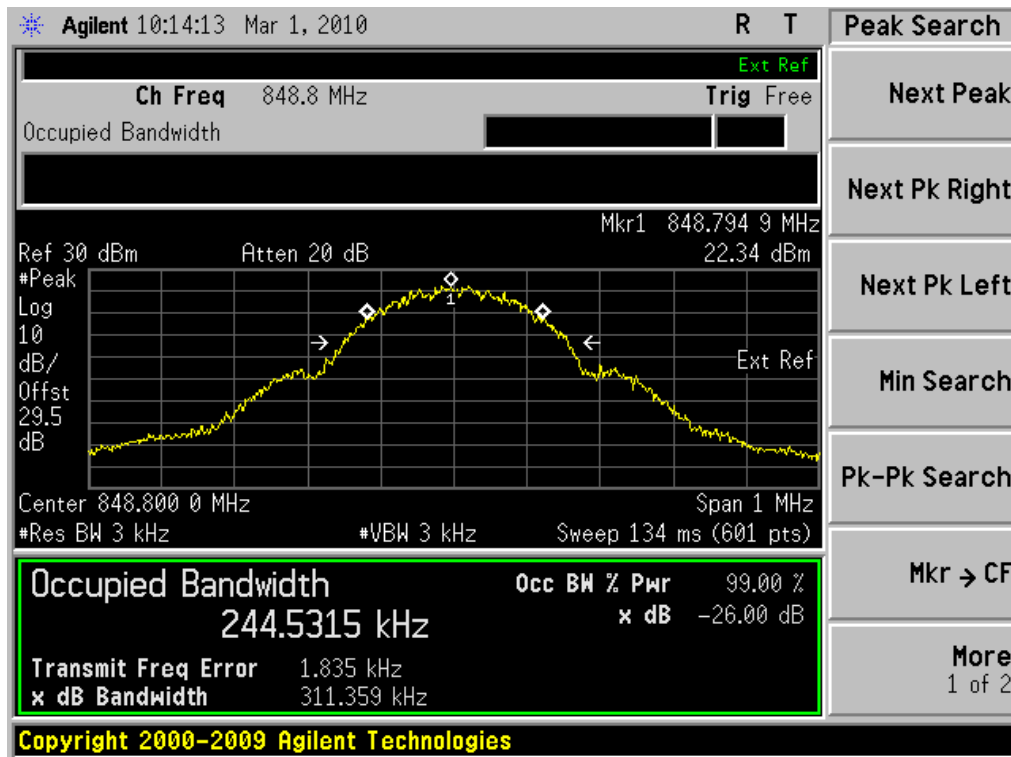 Agilent 10:14:13 Mar 1, 2010 R T
Peak Search
Ext Ref
Ch Freq 848.8 MHz Trig Free
Occupied Bandwidth
Mkr1 848.794 9 MHz
Ref 30 dBm Atten 20 dB 22.34 dBm
#Peak
Log
10
dB/
Offst
29.5
dB
1
Ext Ref
Center 848.800 0 MHz Span 1 MHz
#Res BW 3 kHz #VBW 3 kHz Sweep 134 ms (601 pts)
Occupied Bandwidth Occ BW % Pwr 99.00 %
244.5315 kHz x dB -26.00 dB
Transmit Freq Error 1.835 kHz
x dB Bandwidth 311.359 kHz
Next Peak
Next Pk Right
Next Pk Left
Min Search
Pk-Pk Search
Mkr → CF
More
1 of 2
Copyright 2000-2009 Agilent Technologies